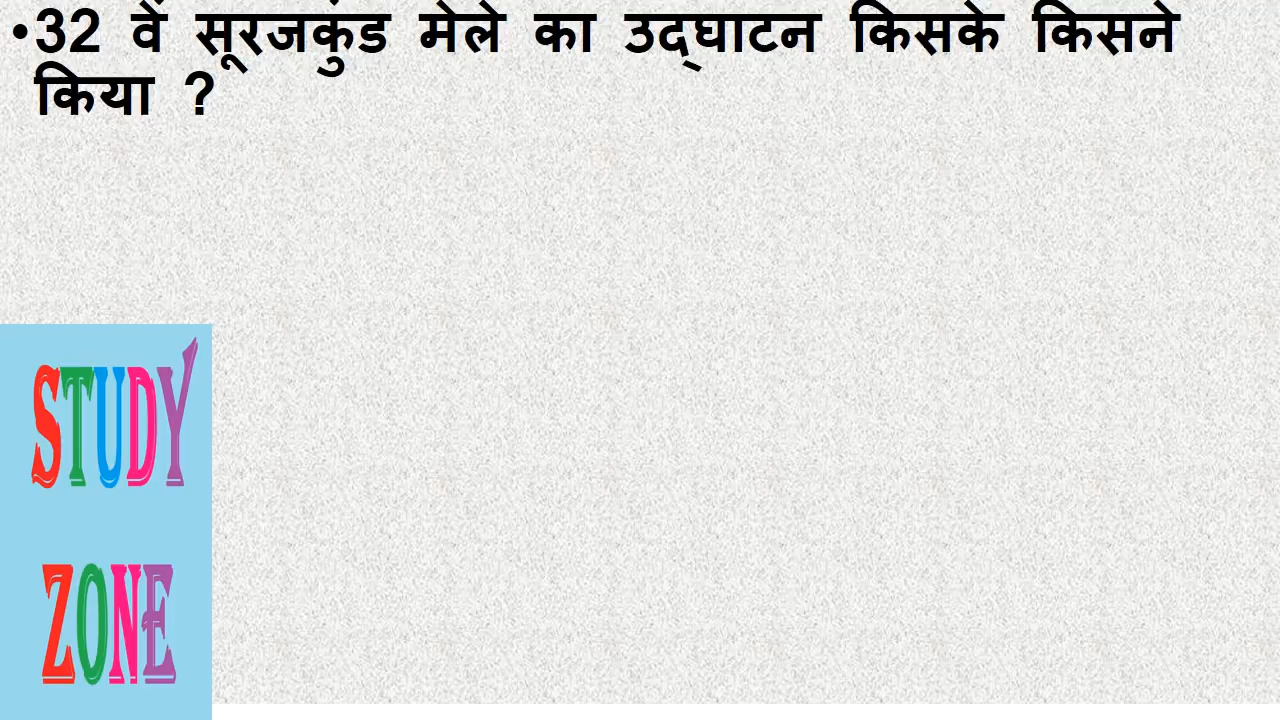 •32 वें सूरजकुंड मेले का उद्घाटन किसके किसने
किया ?
STUDY
ZONE